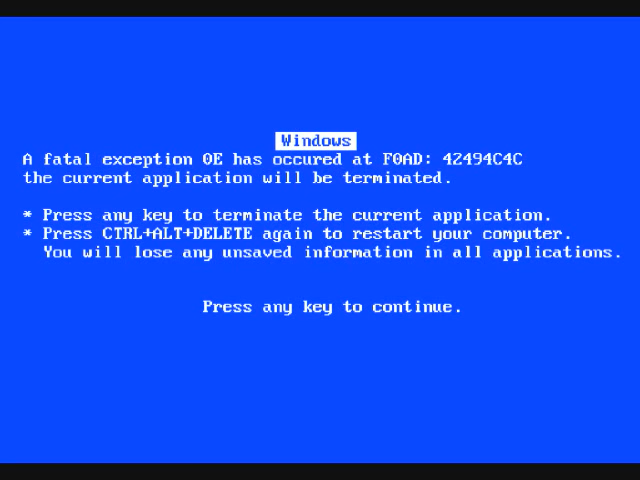 Windows
A fatal exception 0E has occured at F0AD: 42494C4C
the current application will be terminated.
* Press any key to terminate the current application.
* Press CTRL+ALT+DELETE again to restart your computer.
You will lose any unsaved information in all applications.
Press any key to continue.